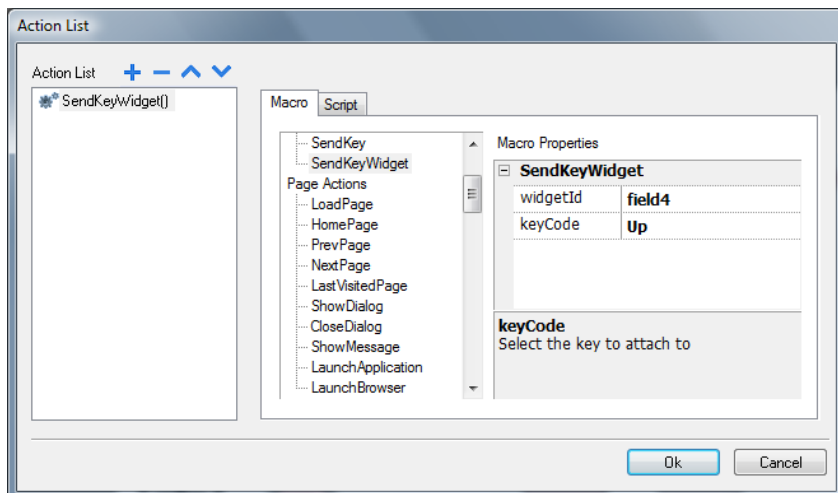 Action List
Action List
SendKeyWidget()
Macro
Script
SendKey
SendKeyWidget
Page Actions
LoadPage
HomePage
PrevPage
NextPage
LastVisitedPage
ShowDialog
CloseDialog
ShowMessage
LaunchApplication
LaunchBrowser
Macro Properties
SendKeyWidget
widgetId field4
keyCode Up
keyCode
Select the key to attach to
Ok
Cancel